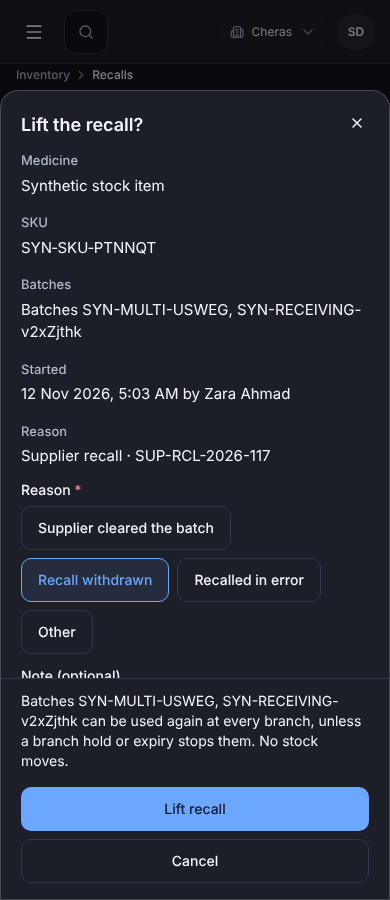 Cheras
SD
Inventory > Recalls
Lift the recall?
Medicine
Synthetic stock item
SKU
SYN-SKU-PTNNQT
Batches
Batches SYN-MULTI-USWEG, SYN-RECEIVING-
v2xZjthk
Started
12 Nov 2026, 5:03 AM by Zara Ahmad
Reason
Supplier recall · SUP-RCL-2026-117
Reason *
Supplier cleared the batch
Recall withdrawn
Recalled in error
Other
Note (optional)
Batches SYN-MULTI-USWEG, SYN-RECEIVING-
v2xZjthk can be used again at every branch, unless
a branch hold or expiry stops them. No stock
moves.
Lift recall
Cancel